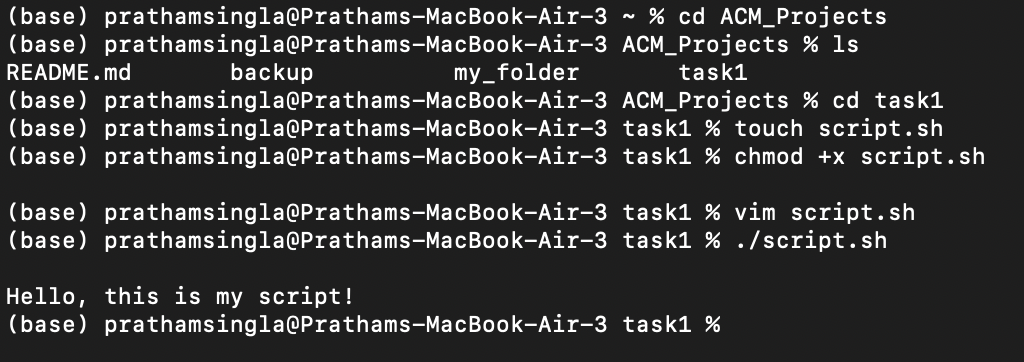 (base) prathamsingla@Prathams-MacBook-Air-3 ~ % cd ACM_Projects
(base) prathamsingla@Prathams-MacBook-Air-3 ACM_Projects % ls
README.md backup my_folder task1
(base) prathamsingla@Prathams-MacBook-Air-3 ACM_Projects % cd task1
(base) prathamsingla@Prathams-MacBook-Air-3 task1 % touch script.sh
(base) prathamsingla@Prathams-MacBook-Air-3 task1 % chmod +x script.sh
(base) prathamsingla@Prathams-MacBook-Air-3 task1 % vim script.sh
(base) prathamsingla@Prathams-MacBook-Air-3 task1 % ./script.sh
Hello, this is my script!
(base) prathamsingla@Prathams-MacBook-Air-3 task1 %